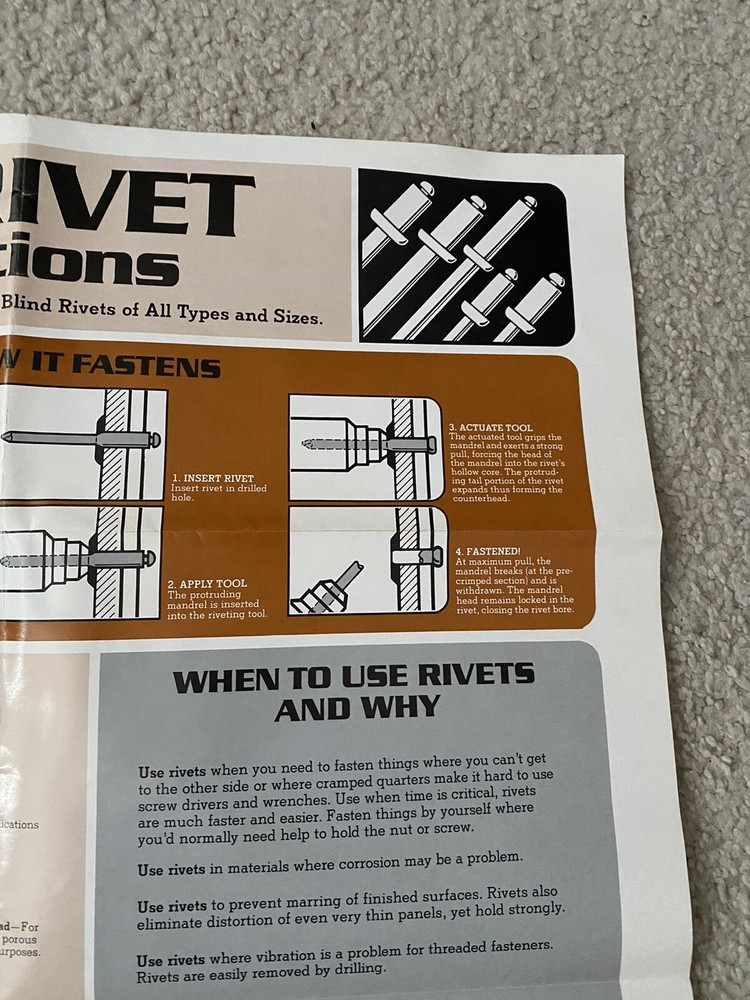 RIVET
tions
Blind Rivets of All Types and Sizes.
W IT FASTENS
1. INSERT RIVET
Insert rivet in drilled
hole.
2. APPLY TOOL
The protruding
mandrel is inserted
into the riveting tool.
3. ACTUATE TOOL
The actuated tool grips the
mandrel and exerts a strong
pull, forcing the head of
the mandrel into the rivet's
hollow core. The protrud-
ing tail portion of the rivet
expands thus forming the
counterhead.
4. FASTENED!
At maximum pull, the
mandrel breaks (at the pre-
crimped section) and is
withdrawn. The mandrel
head remains locked in the
rivet, closing the rivet bore.
WHEN TO USE RIVETS
AND WHY
Use rivets when you need to fasten things where you can't get
to the other side or where cramped quarters make it hard to use
screw drivers and wrenches. Use when time is critical, rivets
are much faster and easier. Fasten things by yourself where
you'd normally need help to hold the nut or screw.
Use rivets in materials where corrosion may be a problem.
Use rivets to prevent marring of finished surfaces. Rivets also
eliminate distortion of even very thin panels, yet hold strongly.
Use rivets where vibration is a problem for threaded fasteners.
Rivets are easily removed by drilling.
ications
ad—For
porous
urposes.